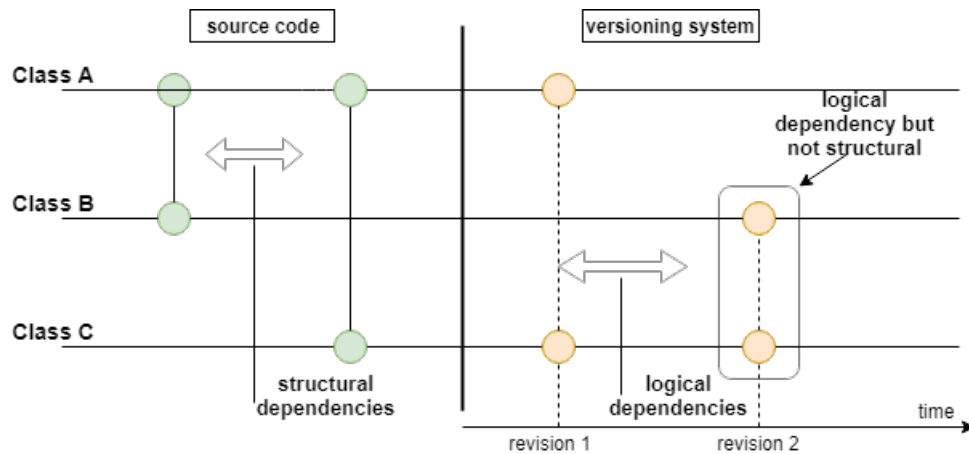 source code
versioning system
Class A
logical
dependency but
not structural
Class B
Class C
structural
dependencies
logical
dependencies
time
revision 1
revision 2